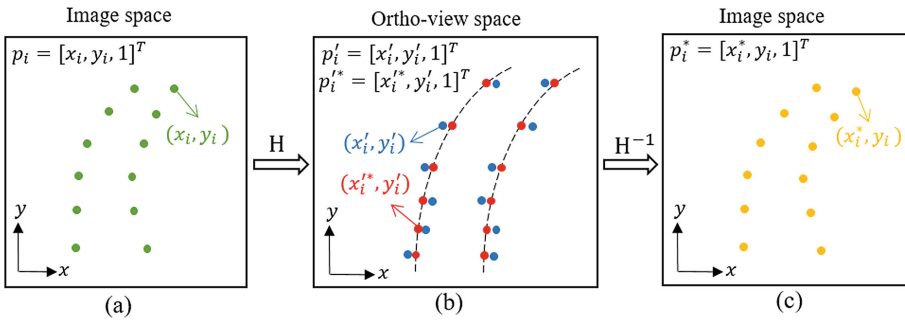 Image space
p_i = [x_i, y_i, 1]^T
(x_i, y_i)
y
x
(a)
H
Ortho-view space
p'_i = [x'_i, y'_i, 1]^T
p'^*_i = [x'^*_i, y'_i, 1]^T
(x'_i, y'_i)
(x'^*_i, y'_i)
y
x
(b)
H^{-1}
Image space
p^*_i = [x^*_i, y_i, 1]^T
(x^*_i, y_i)
y
x
(c)